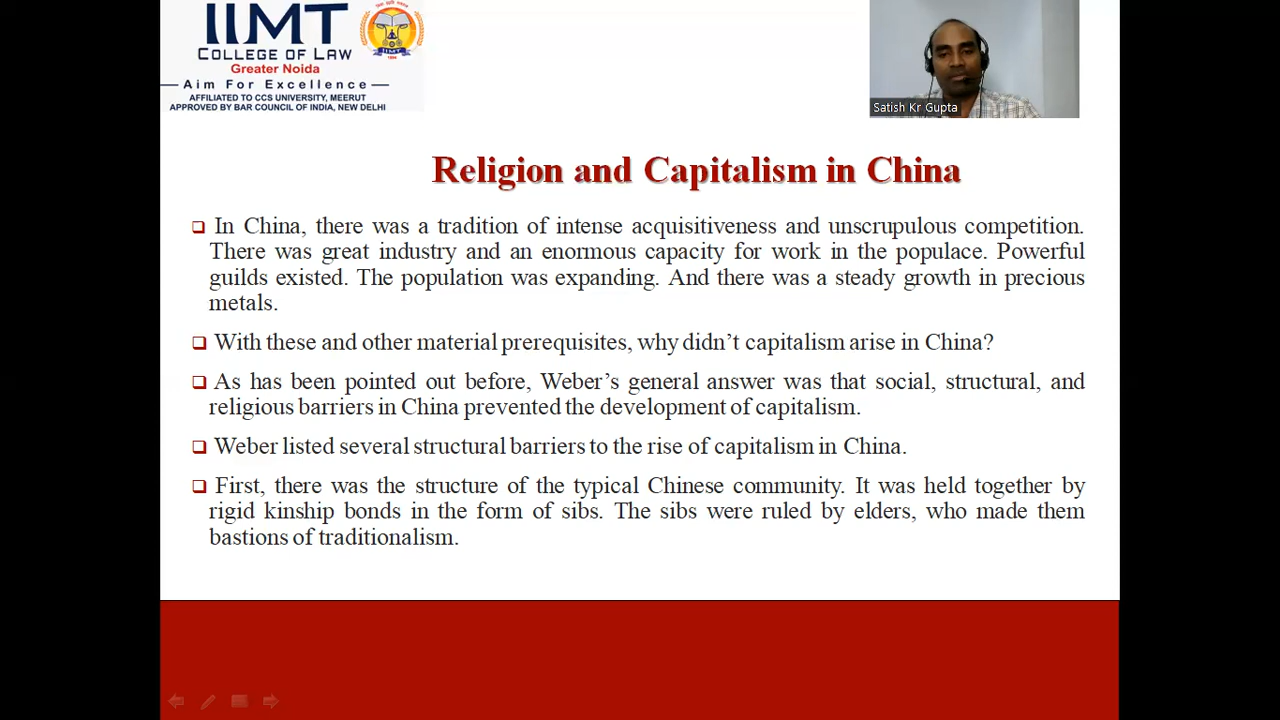 IIMT
COLLEGE OF LAW
Greater Noida
Aim For Excellence
AFFILIATED TO CCS UNIVERSITY, MEERUT
APPROVED BY BAR COUNCIL OF INDIA, NEW DELHI
IIMT
Satish Kr Gupta
Religion and Capitalism in China
In China, there was a tradition of intense acquisitiveness and unscrupulous competition.
There was great industry and an enormous capacity for work in the populace. Powerful
guilds existed. The population was expanding. And there was a steady growth in precious
metals.
With these and other material prerequisites, why didn’t capitalism arise in China?
As has been pointed out before, Weber’s general answer was that social, structural, and
religious barriers in China prevented the development of capitalism.
Weber listed several structural barriers to the rise of capitalism in China.
First, there was the structure of the typical Chinese community. It was held together by
rigid kinship bonds in the form of sibs. The sibs were ruled by elders, who made them
bastions of traditionalism.